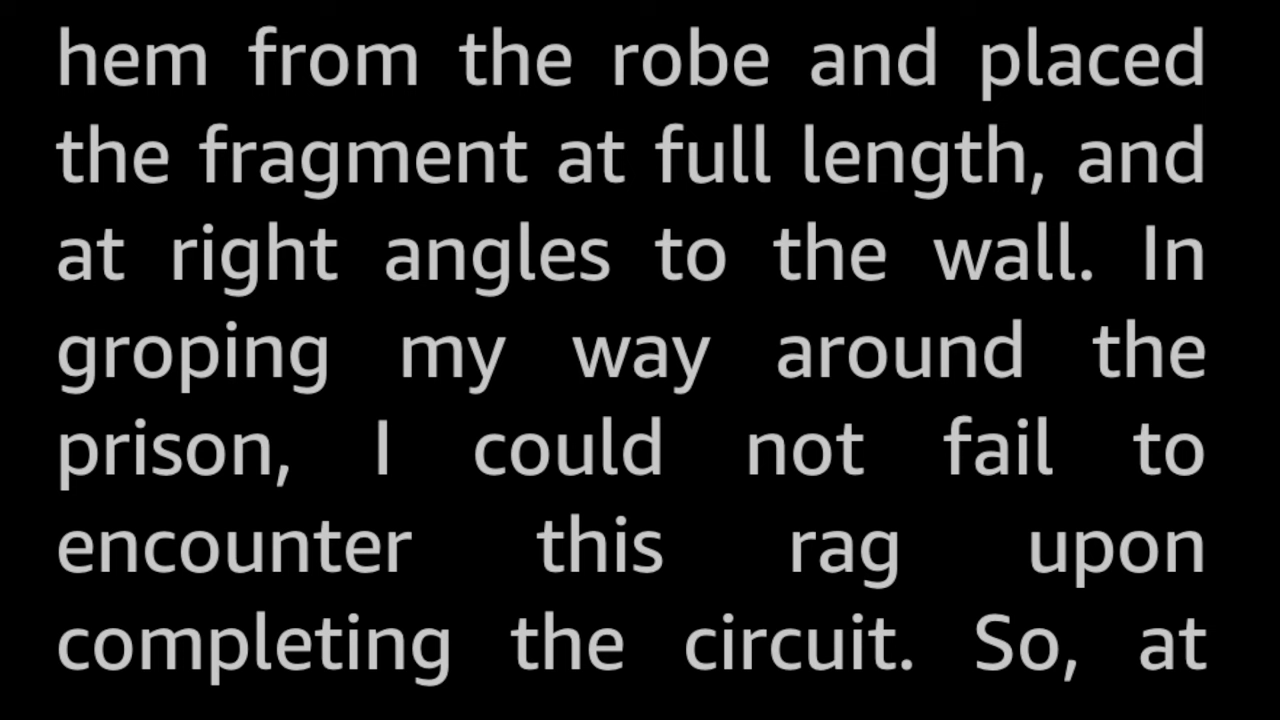 hem from the robe and placed
the fragment at full length, and
at right angles to the wall. In
groping my way around the
prison, I could not fail to
encounter this rag upon
completing the circuit. So, at